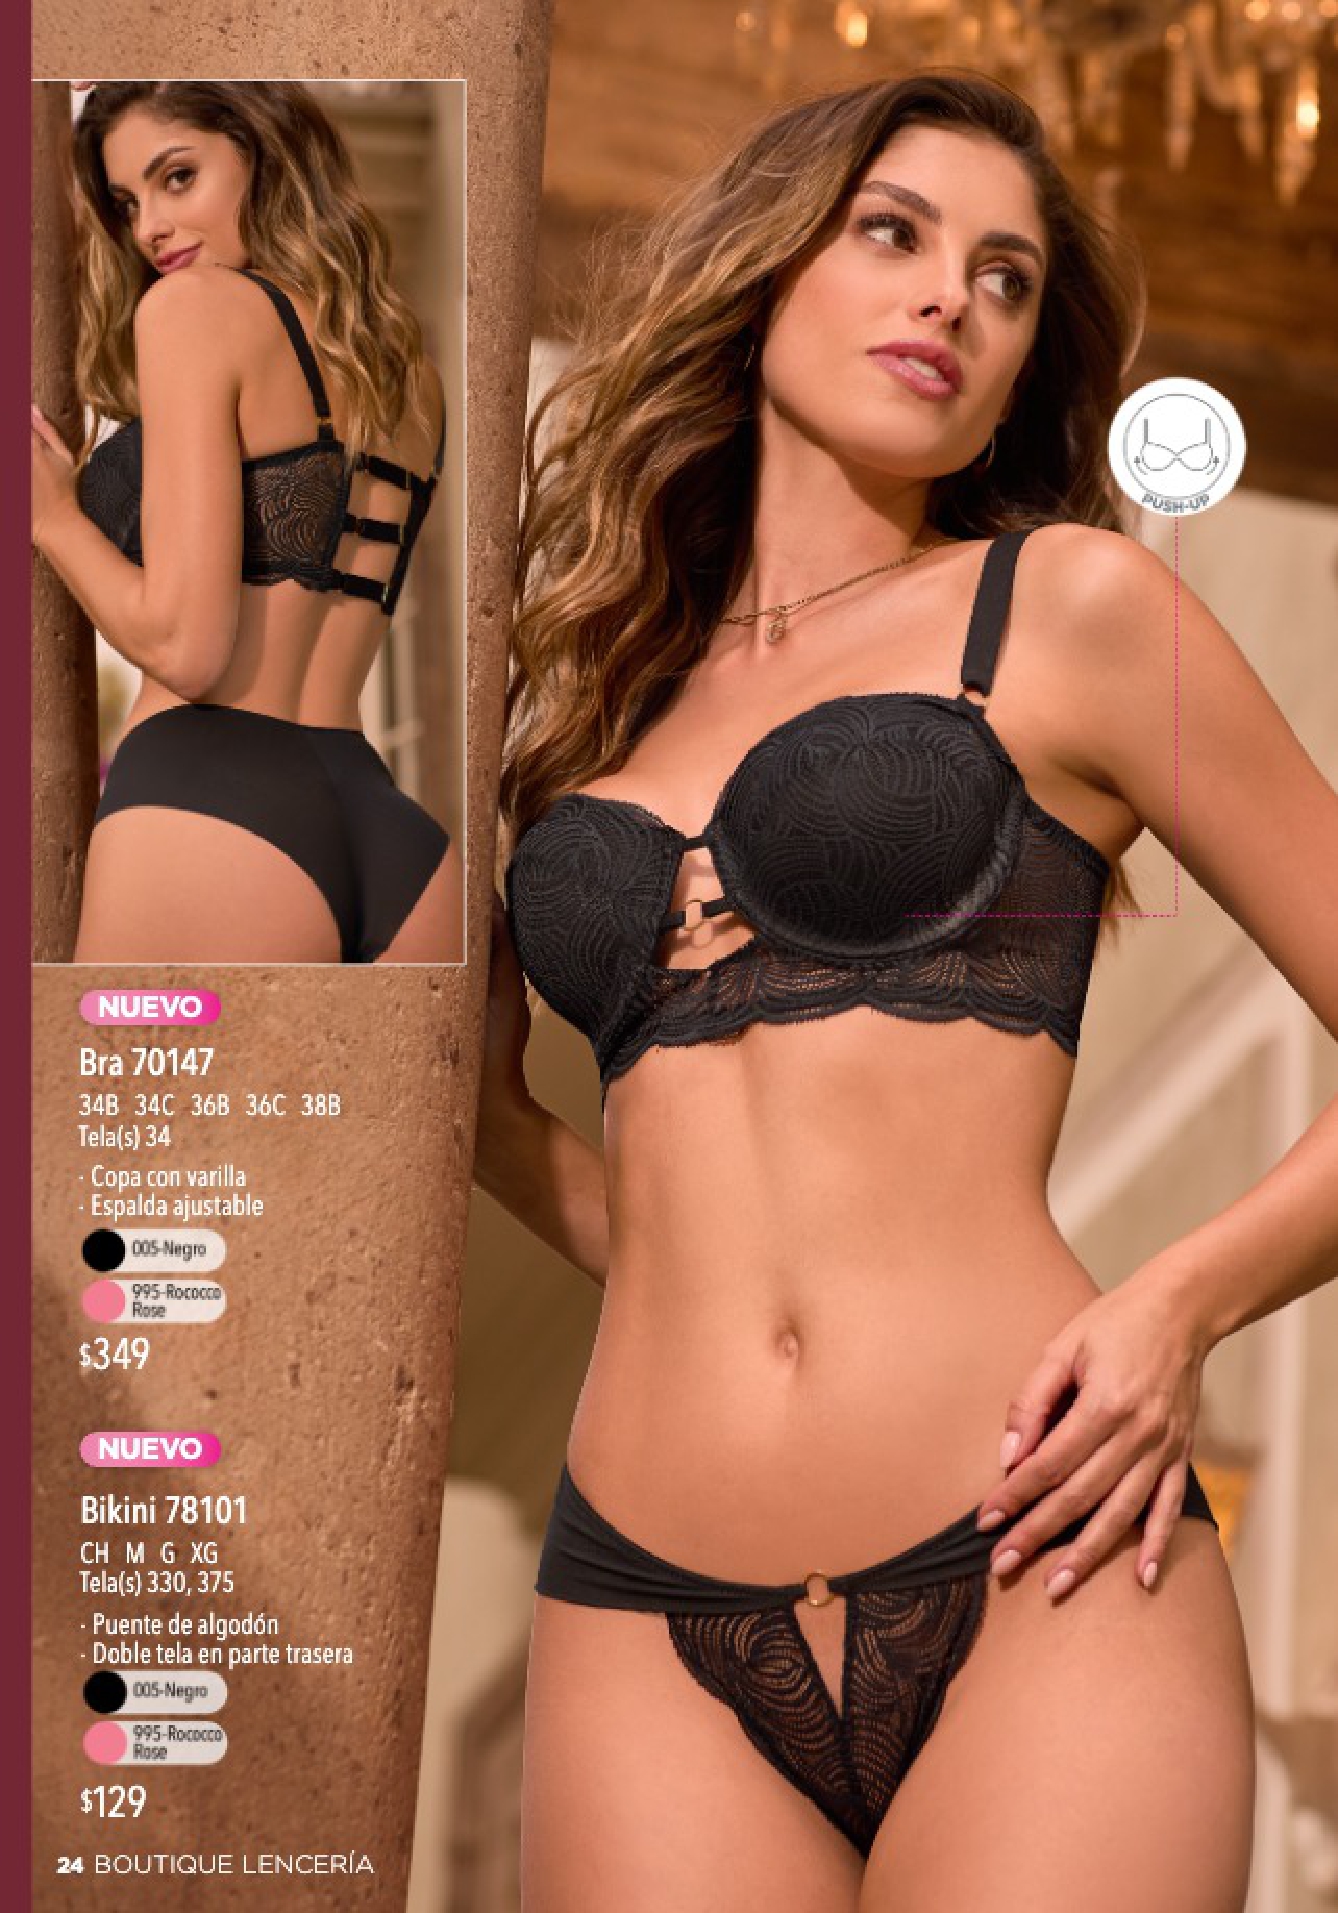 PUSH-UP
NUEVO
Bra 70147
34B 34C 36B 36C 38B
Tela(s) 34
· Copa con varilla
· Espalda ajustable
005-Negro
995-Rococco
Rose
$349
NUEVO
Bikini 78101
CH M G XG
Tela(s) 330, 375
· Puente de algodón
· Doble tela en parte trasera
005-Negro
995-Rococco
Rose
$129
24 BOUTIQUE LENCERÍA